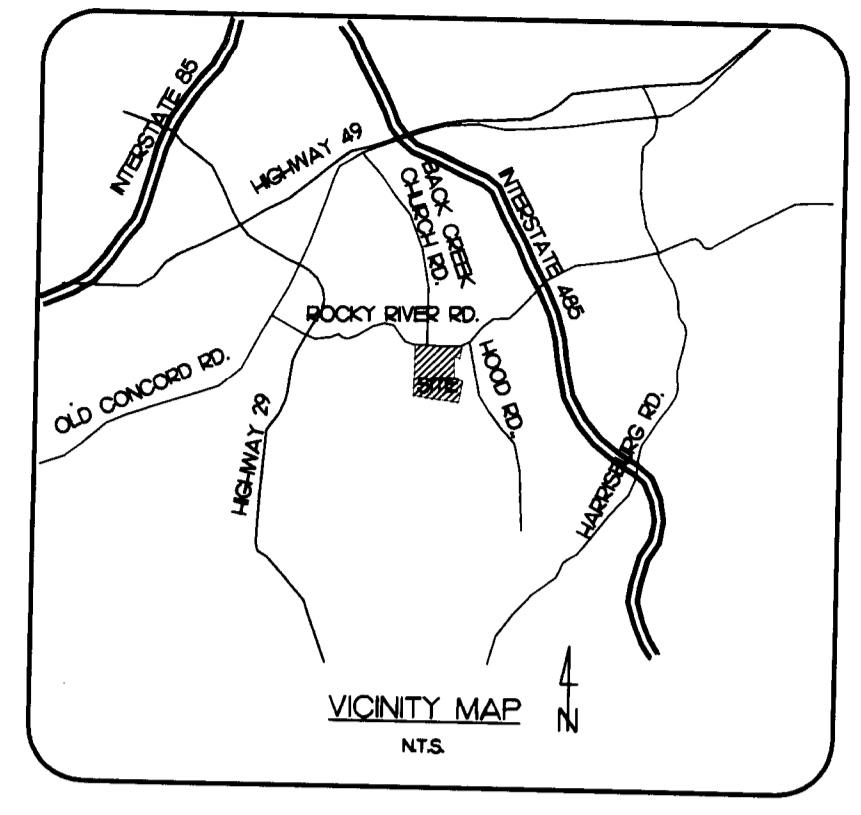 INTERSTATE 85
HIGHWAY 49
BACK CREEK
CHURCH RD.
INTERSTATE 485
ROCKY RIVER RD.
OLD CONCORD RD.
SITE
HOOD RD.
HIGHWAY 29
HARRISBURG RD.
VICINITY MAP
N
N.T.S.